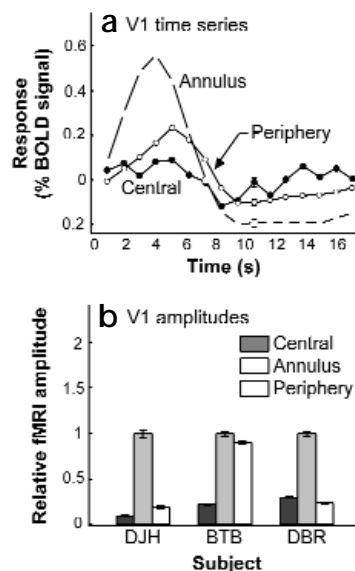 a V1 time series
Response
(% BOLD signal)
0.6
0.4
0.2
0
0.2
Annulus
Periphery
Central
0
2
4
6
8
10
12
14
16
Time (s)
b V1 amplitudes
Relative fMRI amplitude
2
1.5
1
0.5
0
Central
Annulus
Periphery
DJH
BTB
DBR
Subject